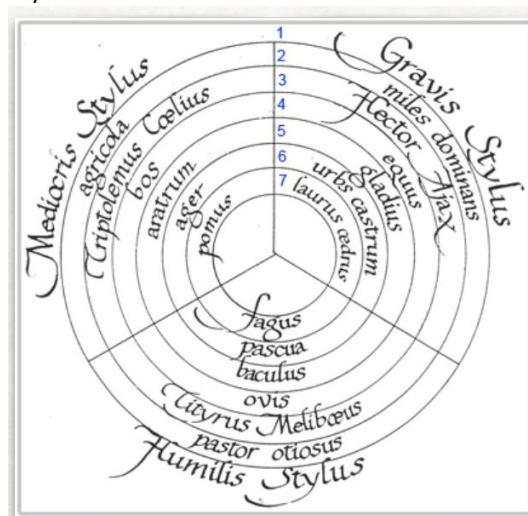 1
2
3
4
5
6
7
Gravis Stylus
miles dominans
Hector Ajax
equus
gladius
urbs castrum
laurus cedrus
Mediocris Stylus
agricola
Triptolemus Cœlius
bos
aratrum
ager
pomus
fagus
pascua
baculus
ovis
Tityrus Melibœus
pastor otiosus
Humilis Stylus